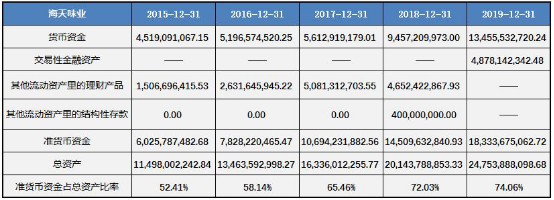 海天味业 2015-12-31 2016-12-31 2017-12-31 2018-12-31 2019-12-31
货币资金 4,519,091,067.15 5,196,574,520.25 5,612,919,179.01 9,457,209,973.00 13,455,532,720.24
交易性金融资产 —— —— —— —— 4,878,142,342.48
其他流动资产里的理财产品 1,506,696,415.53 2,631,645,945.22 5,081,312,703.55 4,652,422,867.93 ——
其他流动资产里的结构性存款 0.00 0.00 0.00 400,000,000.00 ——
准货币资金 6,025,787,482.68 7,828,220,465.47 10,694,231,882.56 14,509,632,840.93 18,333,675,062.72
总资产 11,498,002,242.84 13,463,592,998.27 16,336,012,255.77 20,143,788,853.33 24,753,888,098.68
准货币资金占总资产比率 52.41% 58.14% 65.46% 72.03% 74.06%